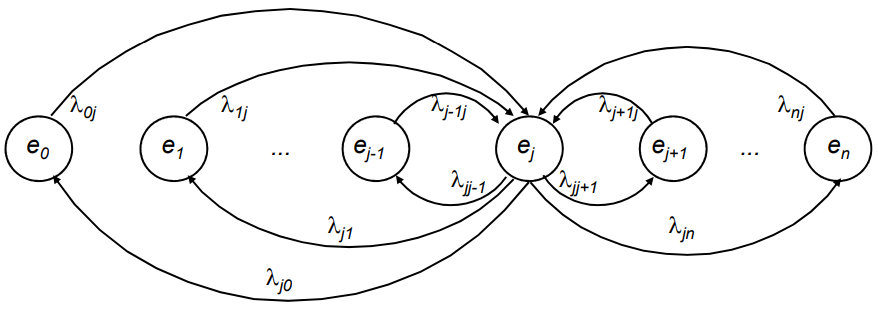 λ0j λ1j λj-1j λj+1j λnj
e0 e1 ... ej-1 ej ej+1 ... en
λjj-1 λjj+1
λj1 λjn
λj0